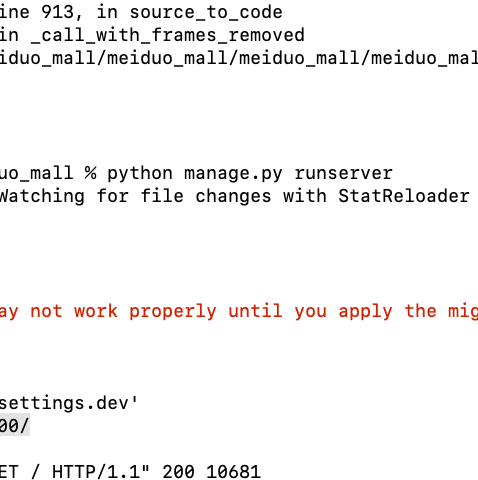 ine 913, in source_to_code
in _call_with_frames_removed
iduo_mall/meiduo_mall/meiduo_mall/meiduo_mal
uo_mall % python manage.py runserver
Watching for file changes with StatReloader
ay not work properly until you apply the mig
settings.dev'
00/
ET / HTTP/1.1" 200 10681